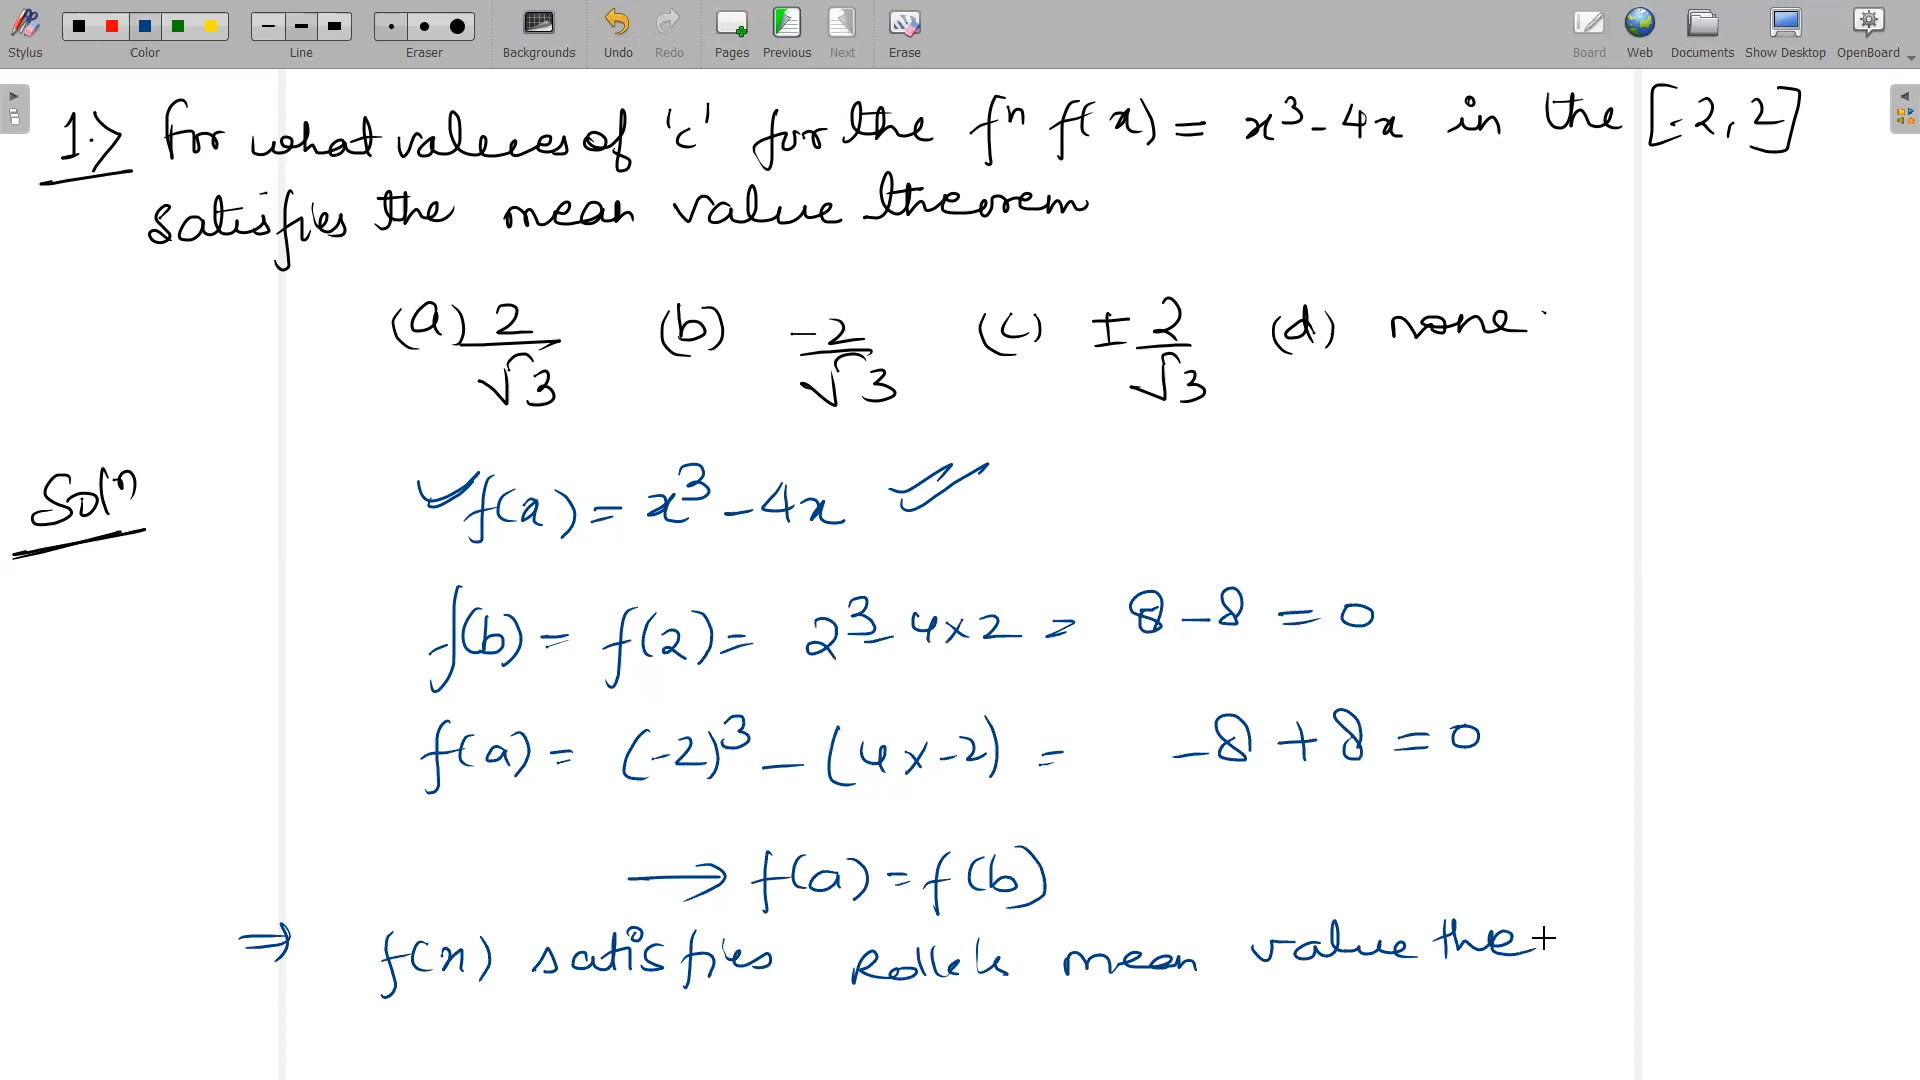 Stylus Color Line Eraser Backgrounds Undo Redo Pages Previous Next Erase Board Web Documents Show Desktop OpenBoard
1.> For what values of 'c' for the fⁿ f(x) = x³ - 4x in the [-2, 2]
satisfies the mean value theorem
(a) 2/√3 (b) -2/√3 (c) ± 2/√3 (d) none.
Solⁿ
✓f(a) = x³ - 4x ✓✓
f(b) = f(2) = 2³ - 4×2 = 8 - 8 = 0
f(a) = (-2)³ - (4×-2) = -8 + 8 = 0
→ f(a) = f(b)
⇒ f(x) satisfies Rolle's mean value the